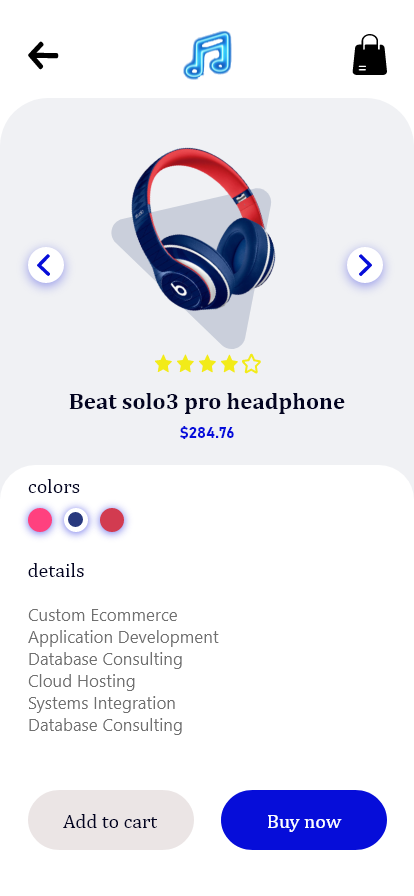 Beat solo3 pro headphone
$284.76
colors
details
Custom Ecommerce
Application Development
Database Consulting
Cloud Hosting
Systems Integration
Database Consulting
Add to cart
Buy now